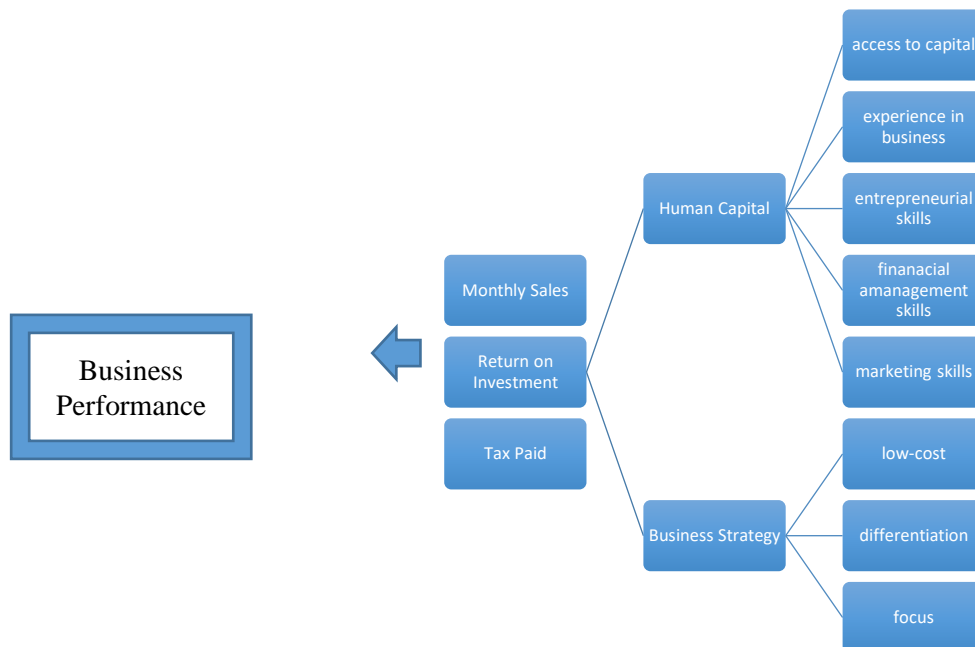 Business
Performance
Monthly Sales
Return on
Investment
Tax Paid
Human Capital
Business Strategy
access to capital
experience in
business
entrepreneurial
skills
finanacial
amanagement
skills
marketing skills
low-cost
differentiation
focus